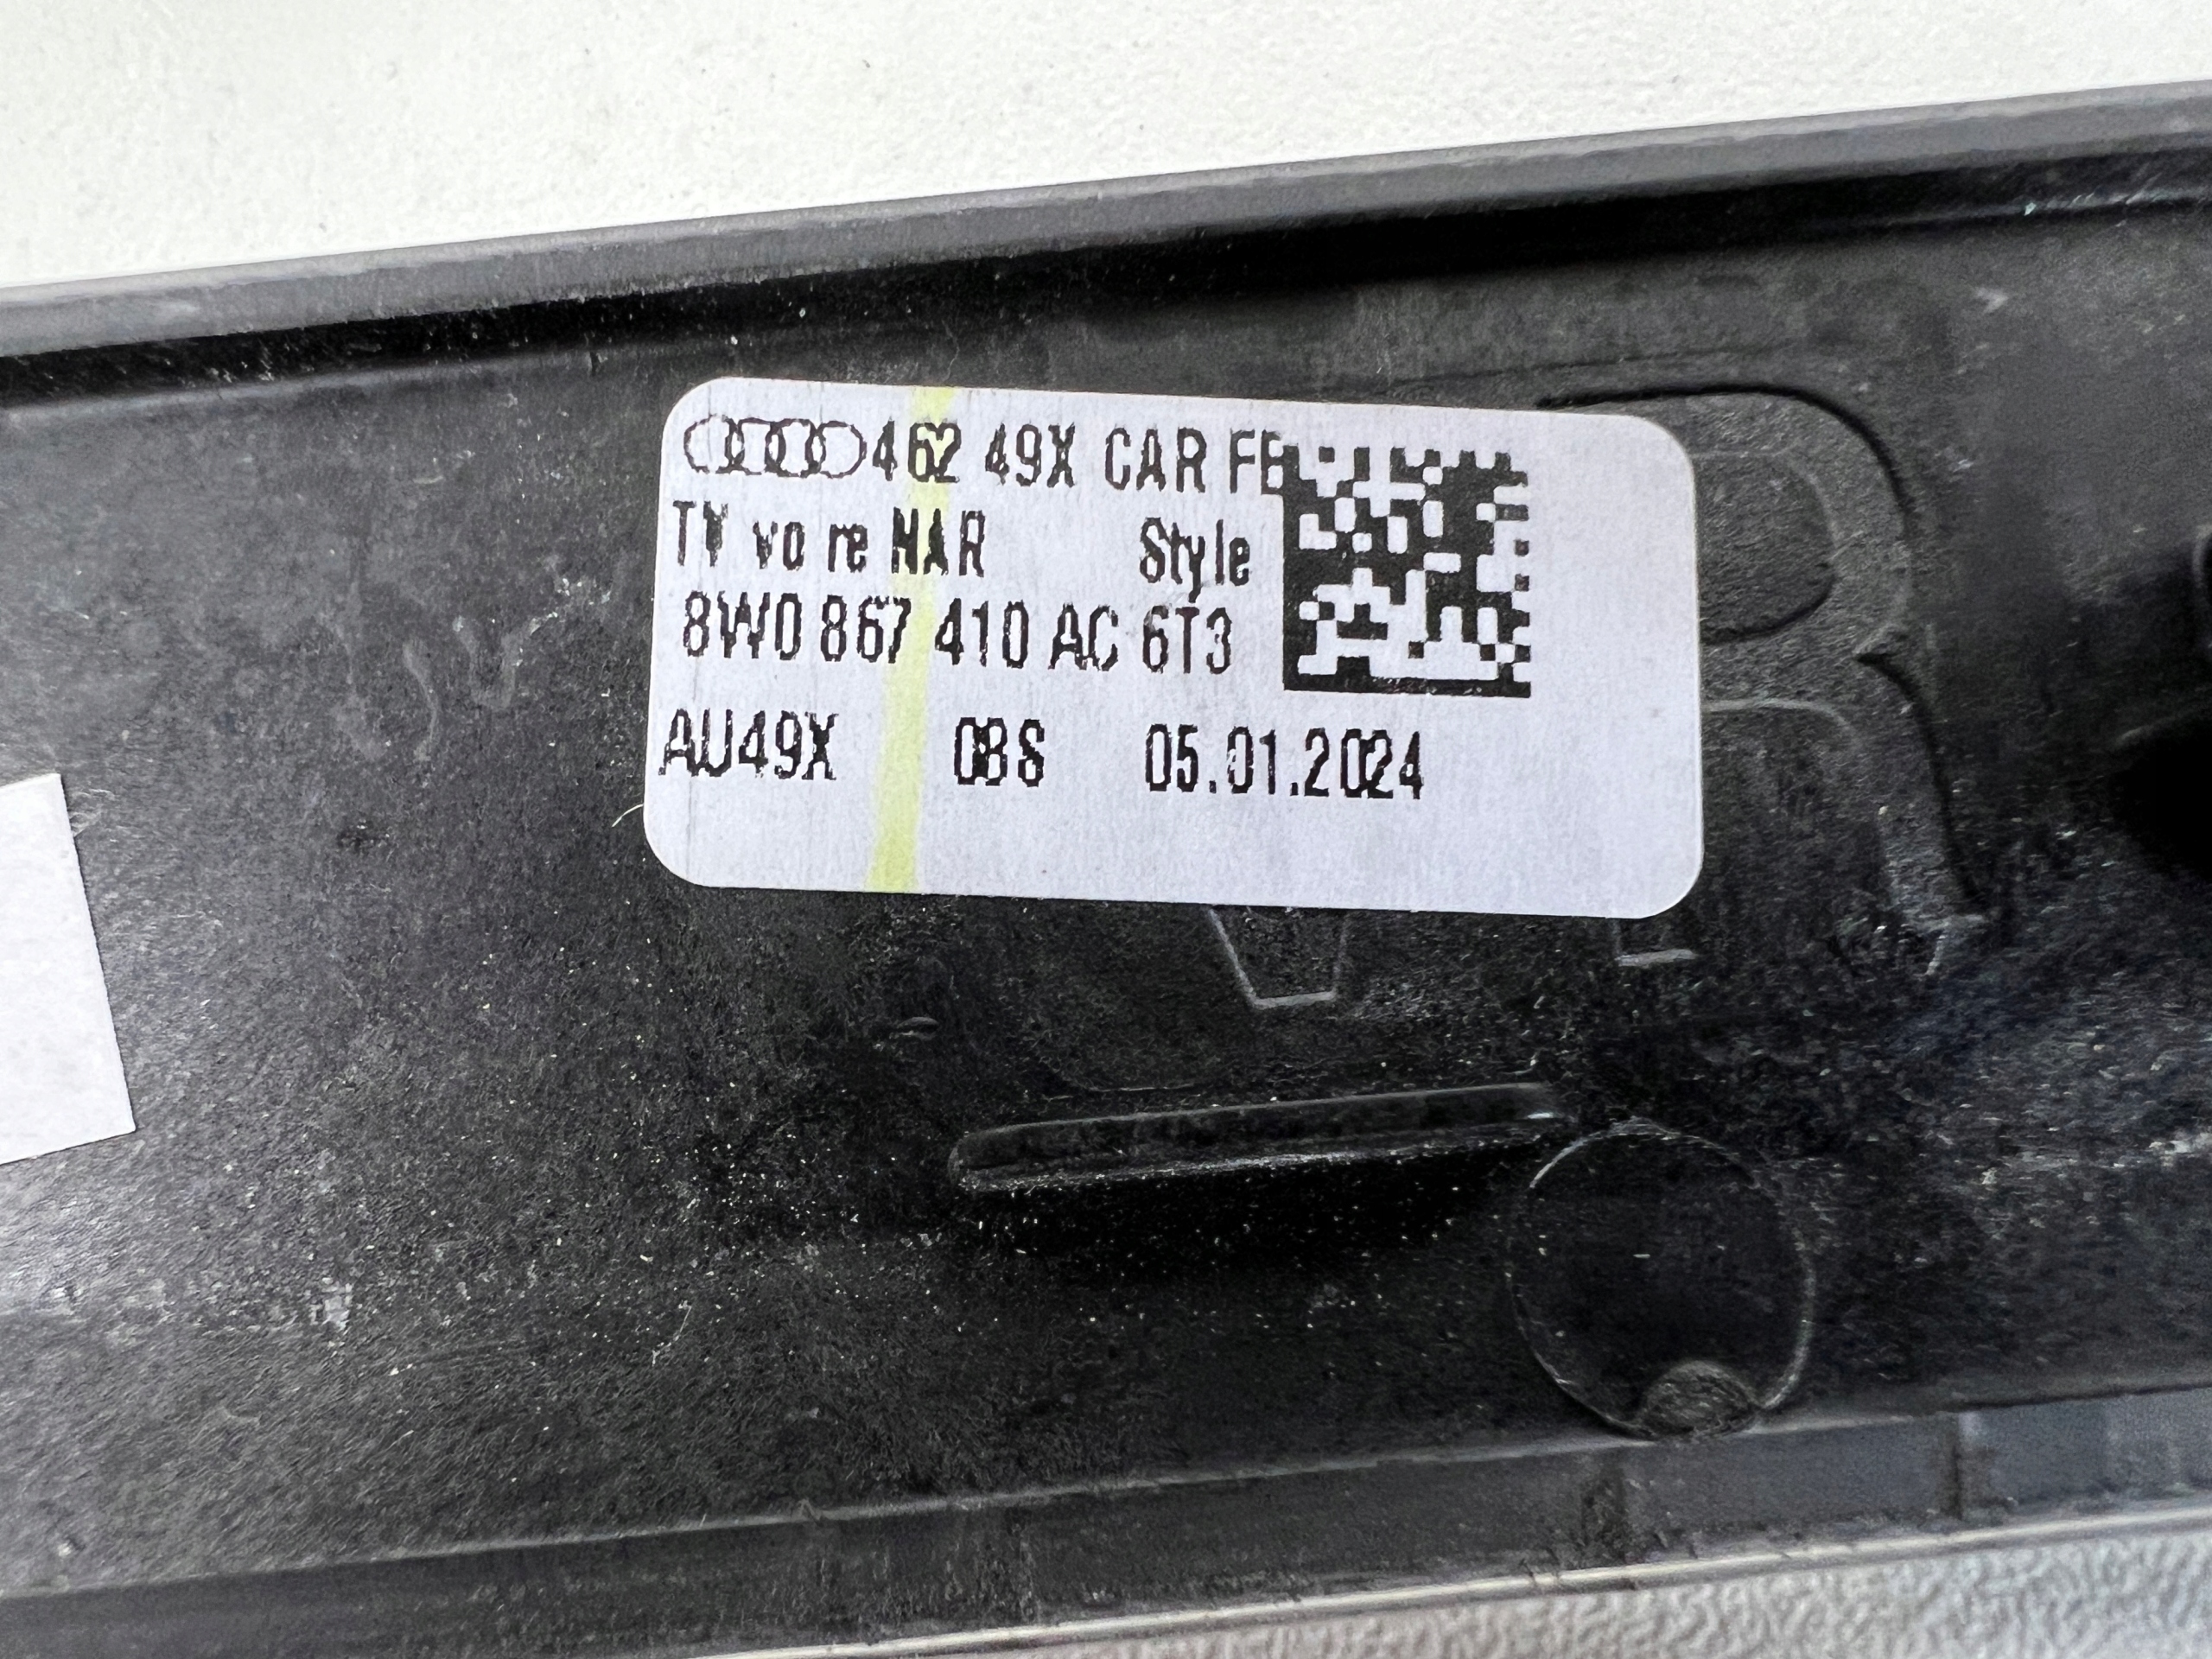 462 49X CAR FB
TV vo re NAR Style
8W0 867 410 AC 6T3
AU49X 08S 05.01.2024